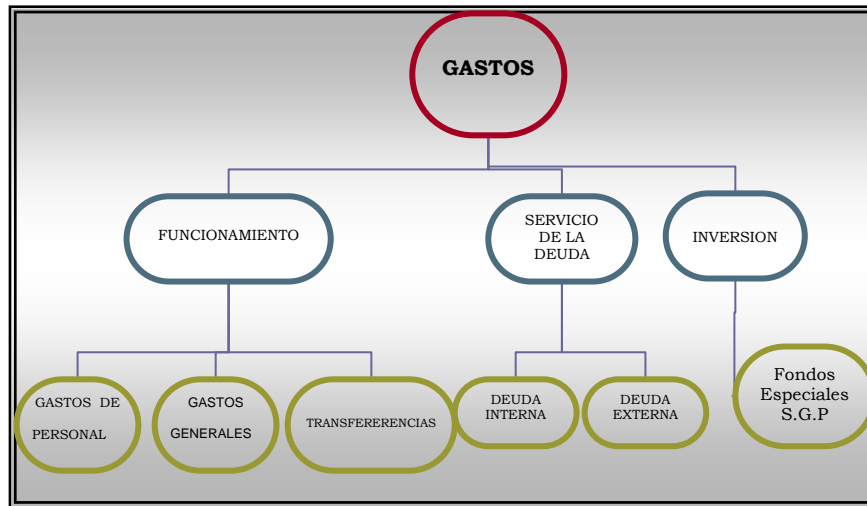 GASTOS
FUNCIONAMIENTO
SERVICIO
DE LA
DEUDA
INVERSION
GASTOS DE
PERSONAL
GASTOS
GENERALES
TRANSFERERENCIAS
DEUDA
INTERNA
DEUDA
EXTERNA
Fondos
Especiales
S.G.P